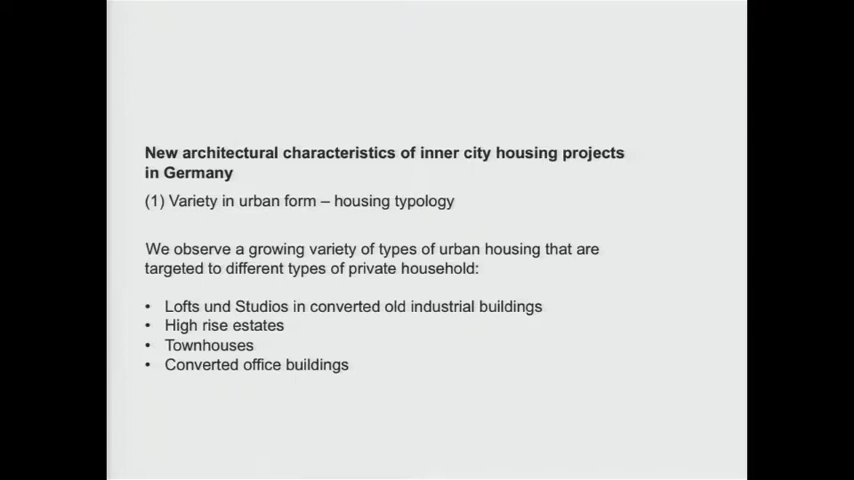 New architectural characteristics of inner city housing projects
in Germany
(1) Variety in urban form – housing typology
We observe a growing variety of types of urban housing that are
targeted to different types of private household:
• Lofts und Studios in converted old industrial buildings
• High rise estates
• Townhouses
• Converted office buildings